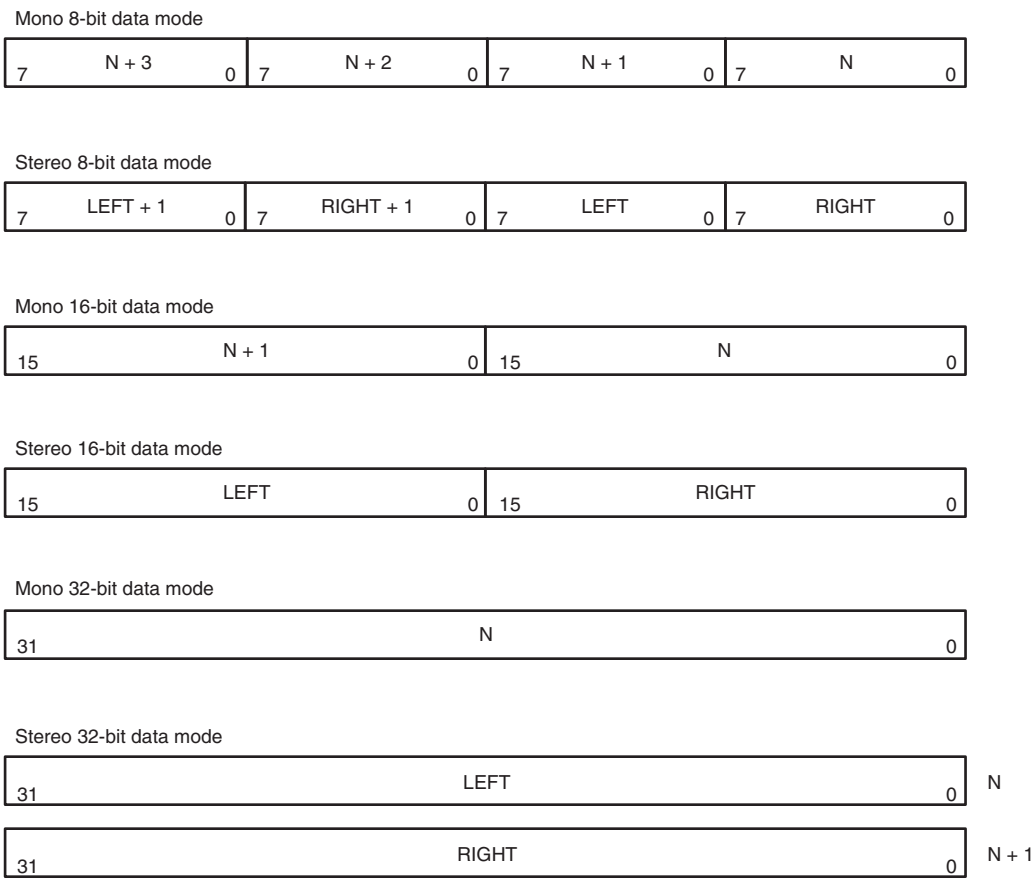 Mono 8-bit data mode
7 N + 3 0 7 N + 2 0 7 N + 1 0 7 N 0
Stereo 8-bit data mode
7 LEFT + 1 0 7 RIGHT + 1 0 7 LEFT 0 7 RIGHT 0
Mono 16-bit data mode
15 N + 1 0 15 N 0
Stereo 16-bit data mode
15 LEFT 0 15 RIGHT 0
Mono 32-bit data mode
31 N 0
Stereo 32-bit data mode
31 LEFT 0 N
31 RIGHT 0 N + 1